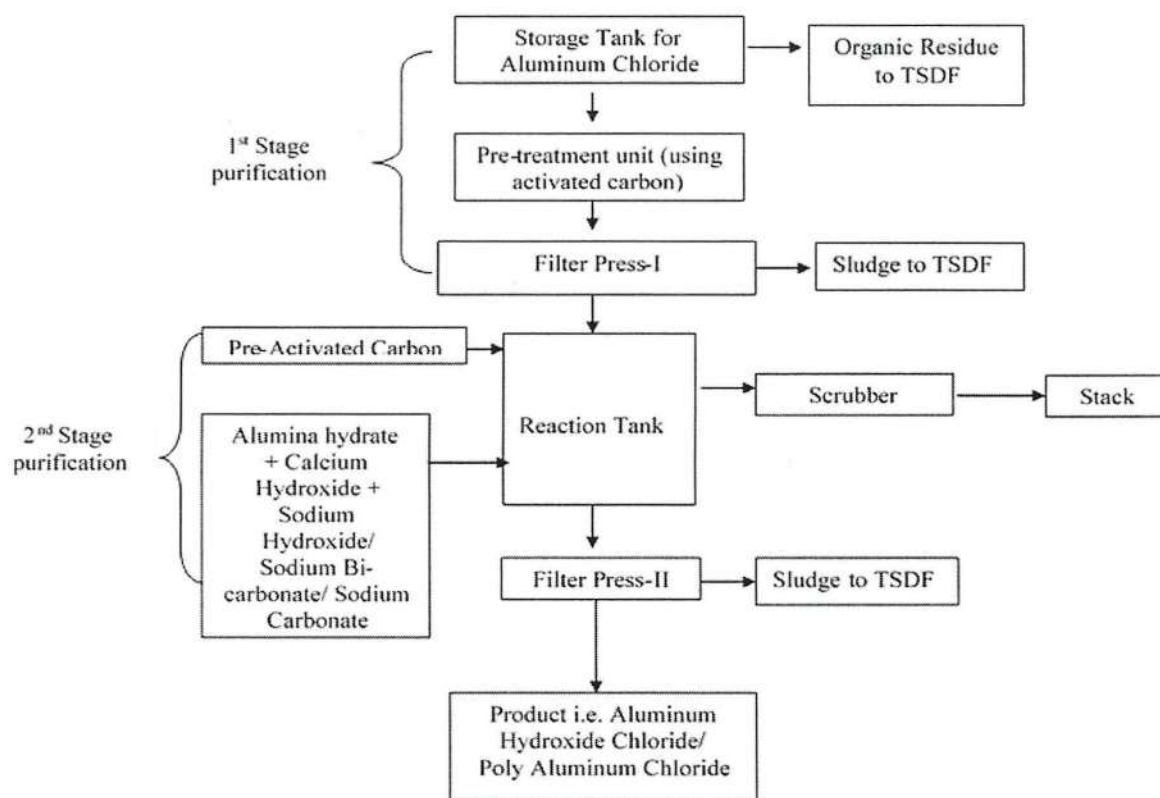 Storage Tank for
Aluminum Chloride
Organic Residue
to TSDF
1st Stage
purification
Pre-treatment unit (using
activated carbon)
Filter Press-I
Sludge to TSDF
Pre-Activated Carbon
Reaction Tank
Scrubber
Stack
2nd Stage
purification
Alumina hydrate
+ Calcium
Hydroxide +
Sodium
Hydroxide/
Sodium Bi-
carbonate/ Sodium
Carbonate
Filter Press-II
Sludge to TSDF
Product i.e. Aluminum
Hydroxide Chloride/
Poly Aluminum Chloride